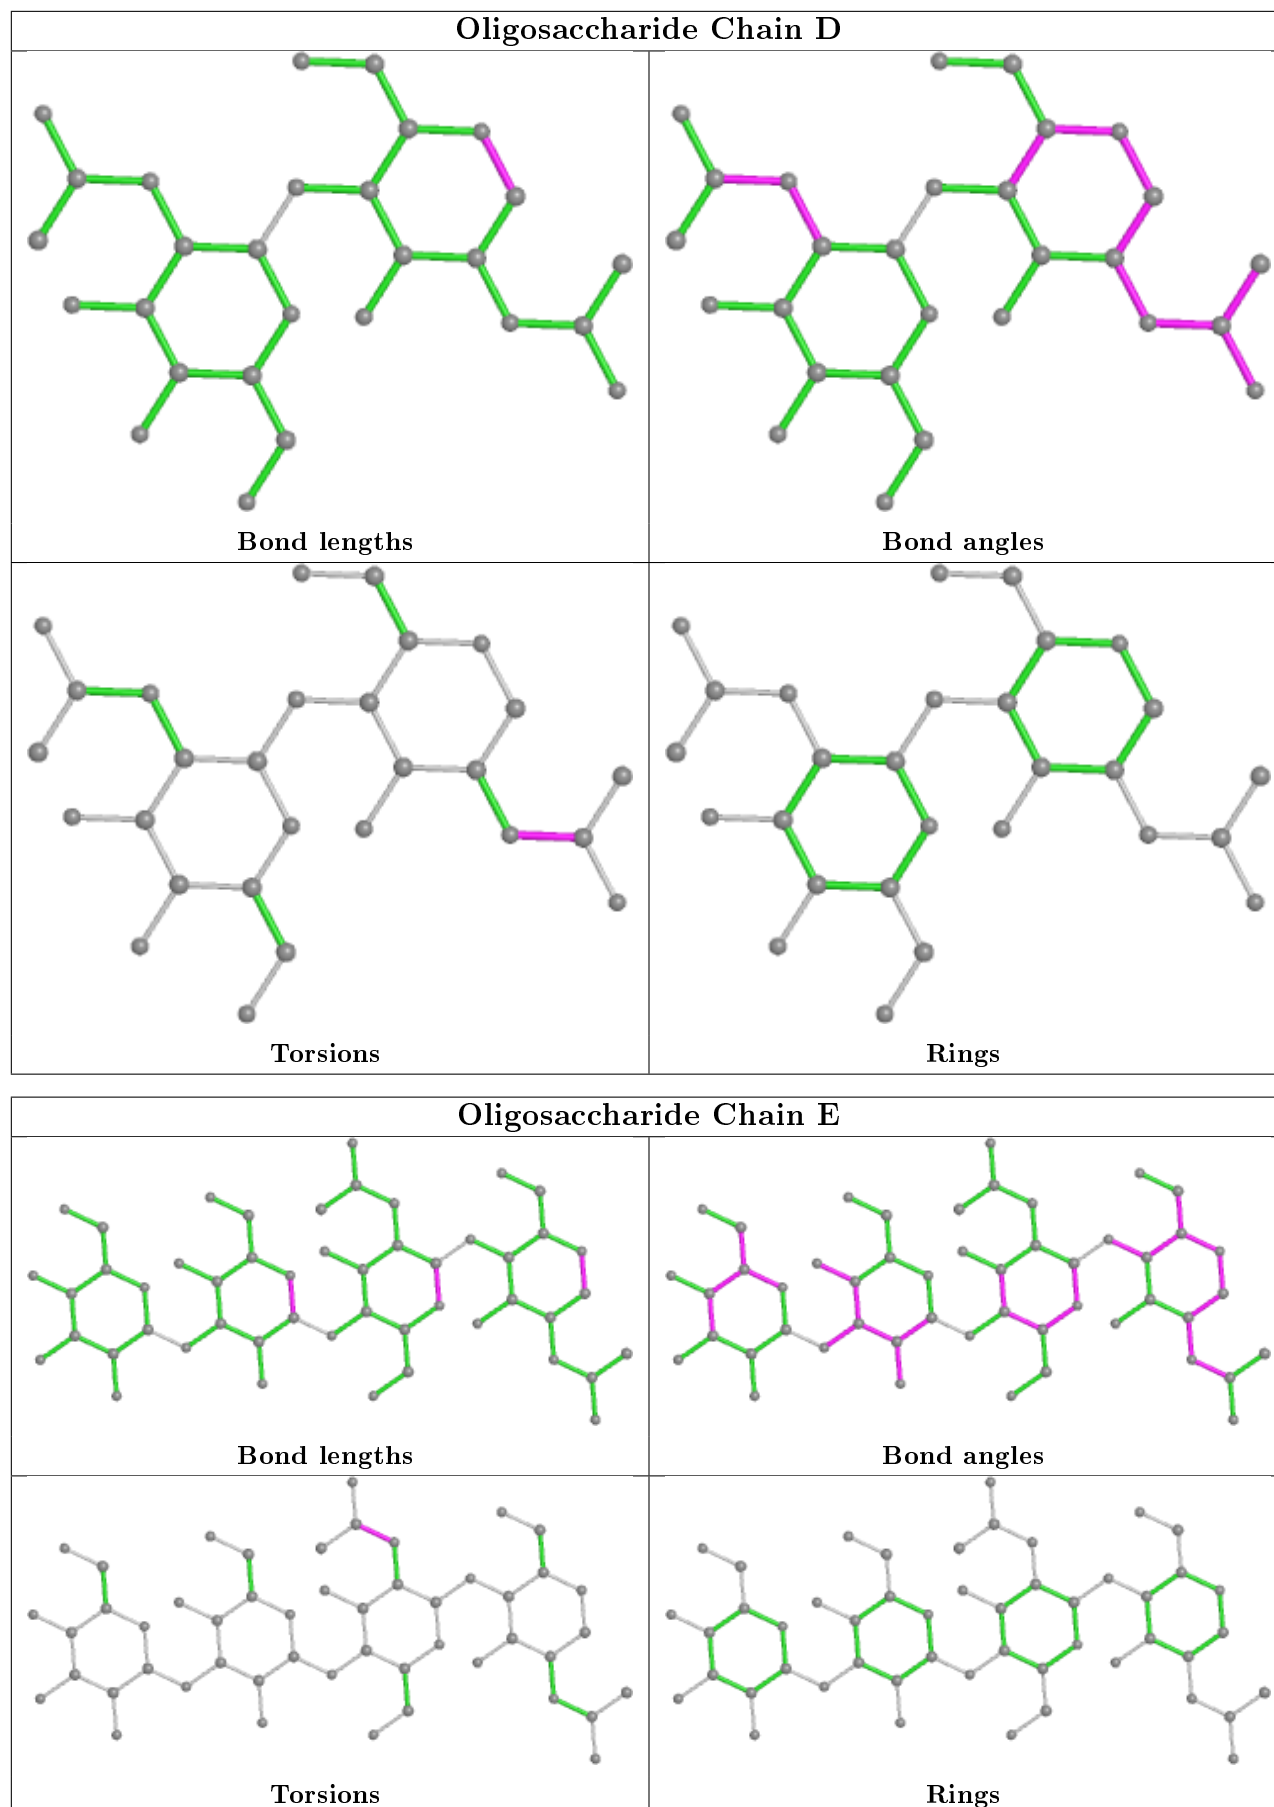 Oligosaccharide Chain D
Bond lengths
Bond angles
Torsions
Rings
Oligosaccharide Chain E
Bond lengths
Bond angles
Torsions
Rings